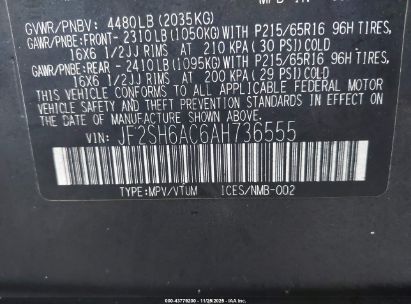 GVWR/PNBV: 4480LB (2035KG)
GAWR/PNBE:FRONT-2310LB (1050KG) WITH P215/65R16 96H TIRES,
16X6 1/2JJ RIMS AT 210 KPA (30 PSI) COLD
GAWR/PNBE:REAR - 2410LB (1095KG) WITH P215/65R16 96H TIRES,
16X6 1/2JJ RIMS AT 200 KPA (29 PSI) COLD
THIS VEHICLE CONFORMS TO ALL APPLICABLE FEDERAL MOTOR
VEHICLE SAFETY AND BUMPER STANDARDS IN EFFECT ON THE
DATE OF MANUFACTURE SHOWN ABOVE.
VIN: JF2SH6AC6AH736555
TYPE:MPV/VTUM ICES/NMB-002